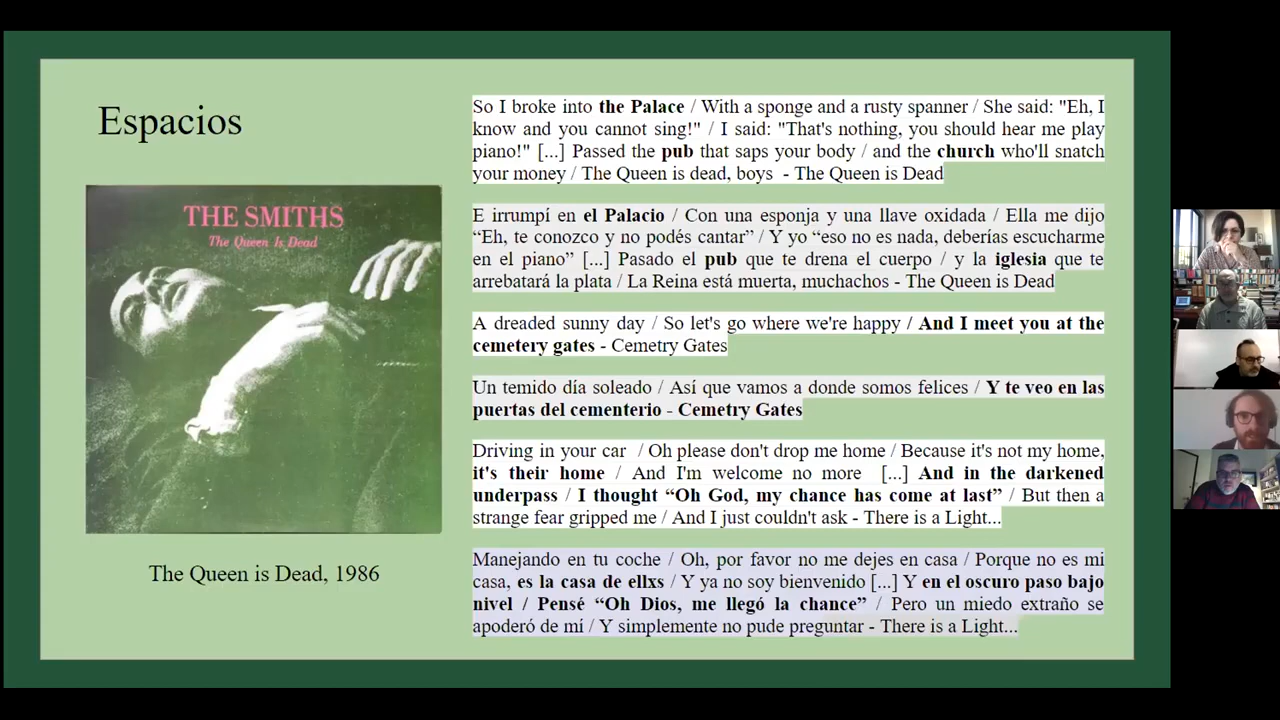 Espacios
THE SMITHS
The Queen Is Dead
The Queen is Dead, 1986
So I broke into the Palace / With a sponge and a rusty spanner / She said: "Eh, I
know and you cannot sing!" / I said: "That's nothing, you should hear me play
piano!" [...] Passed the pub that saps your body / and the church who'll snatch
your money / The Queen is dead, boys - The Queen is Dead
E irrumpí en el Palacio / Con una esponja y una llave oxidada / Ella me dijo
“Eh, te conozco y no podés cantar” / Y yo “eso no es nada, deberías escucharme
en el piano” [...] Pasado el pub que te drena el cuerpo / y la iglesia que te
arrebatará la plata / La Reina está muerta, muchachos - The Queen is Dead
A dreaded sunny day / So let's go where we're happy / And I meet you at the
cemetery gates - Cemetry Gates
Un temido día soleado / Así que vamos a donde somos felices / Y te veo en las
puertas del cementerio - Cemetry Gates
Driving in your car / Oh please don't drop me home / Because it's not my home,
it's their home / And I'm welcome no more [...] And in the darkened
underpass / I thought “Oh God, my chance has come at last” / But then a
strange fear gripped me / And I just couldn't ask - There is a Light...
Manejando en tu coche / Oh, por favor no me dejes en casa / Porque no es mi
casa, es la casa de ellxs / Y ya no soy bienvenido [...] Y en el oscuro paso bajo
nivel / Pensé “Oh Dios, me llegó la chance” / Pero un miedo extraño se
apoderó de mí / Y simplemente no pude preguntar - There is a Light...